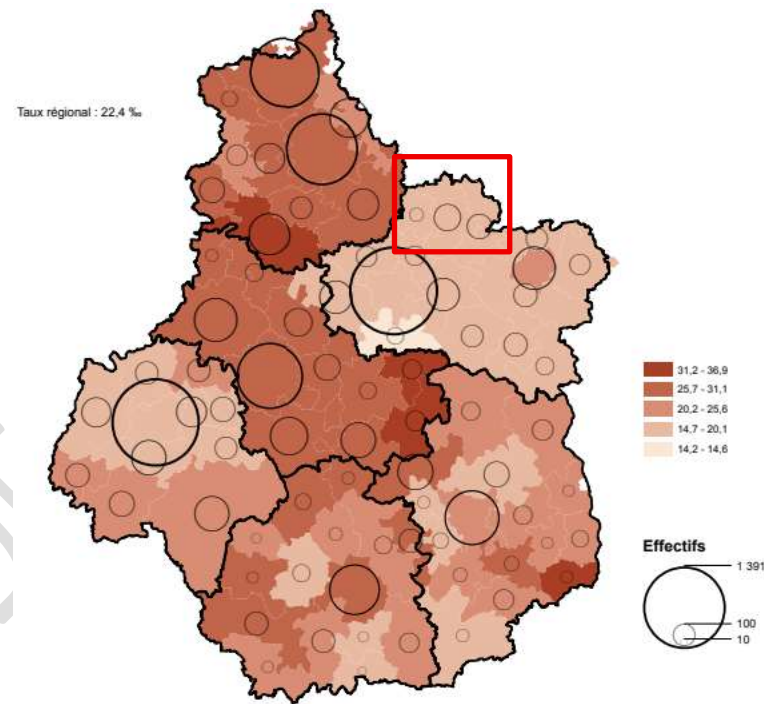 Taux régional : 22,4 ‰
31,2 - 36,9
25,7 - 31,1
20,2 - 25,6
14,7 - 20,1
14,2 - 14,6
Effectifs
1 391
100
10